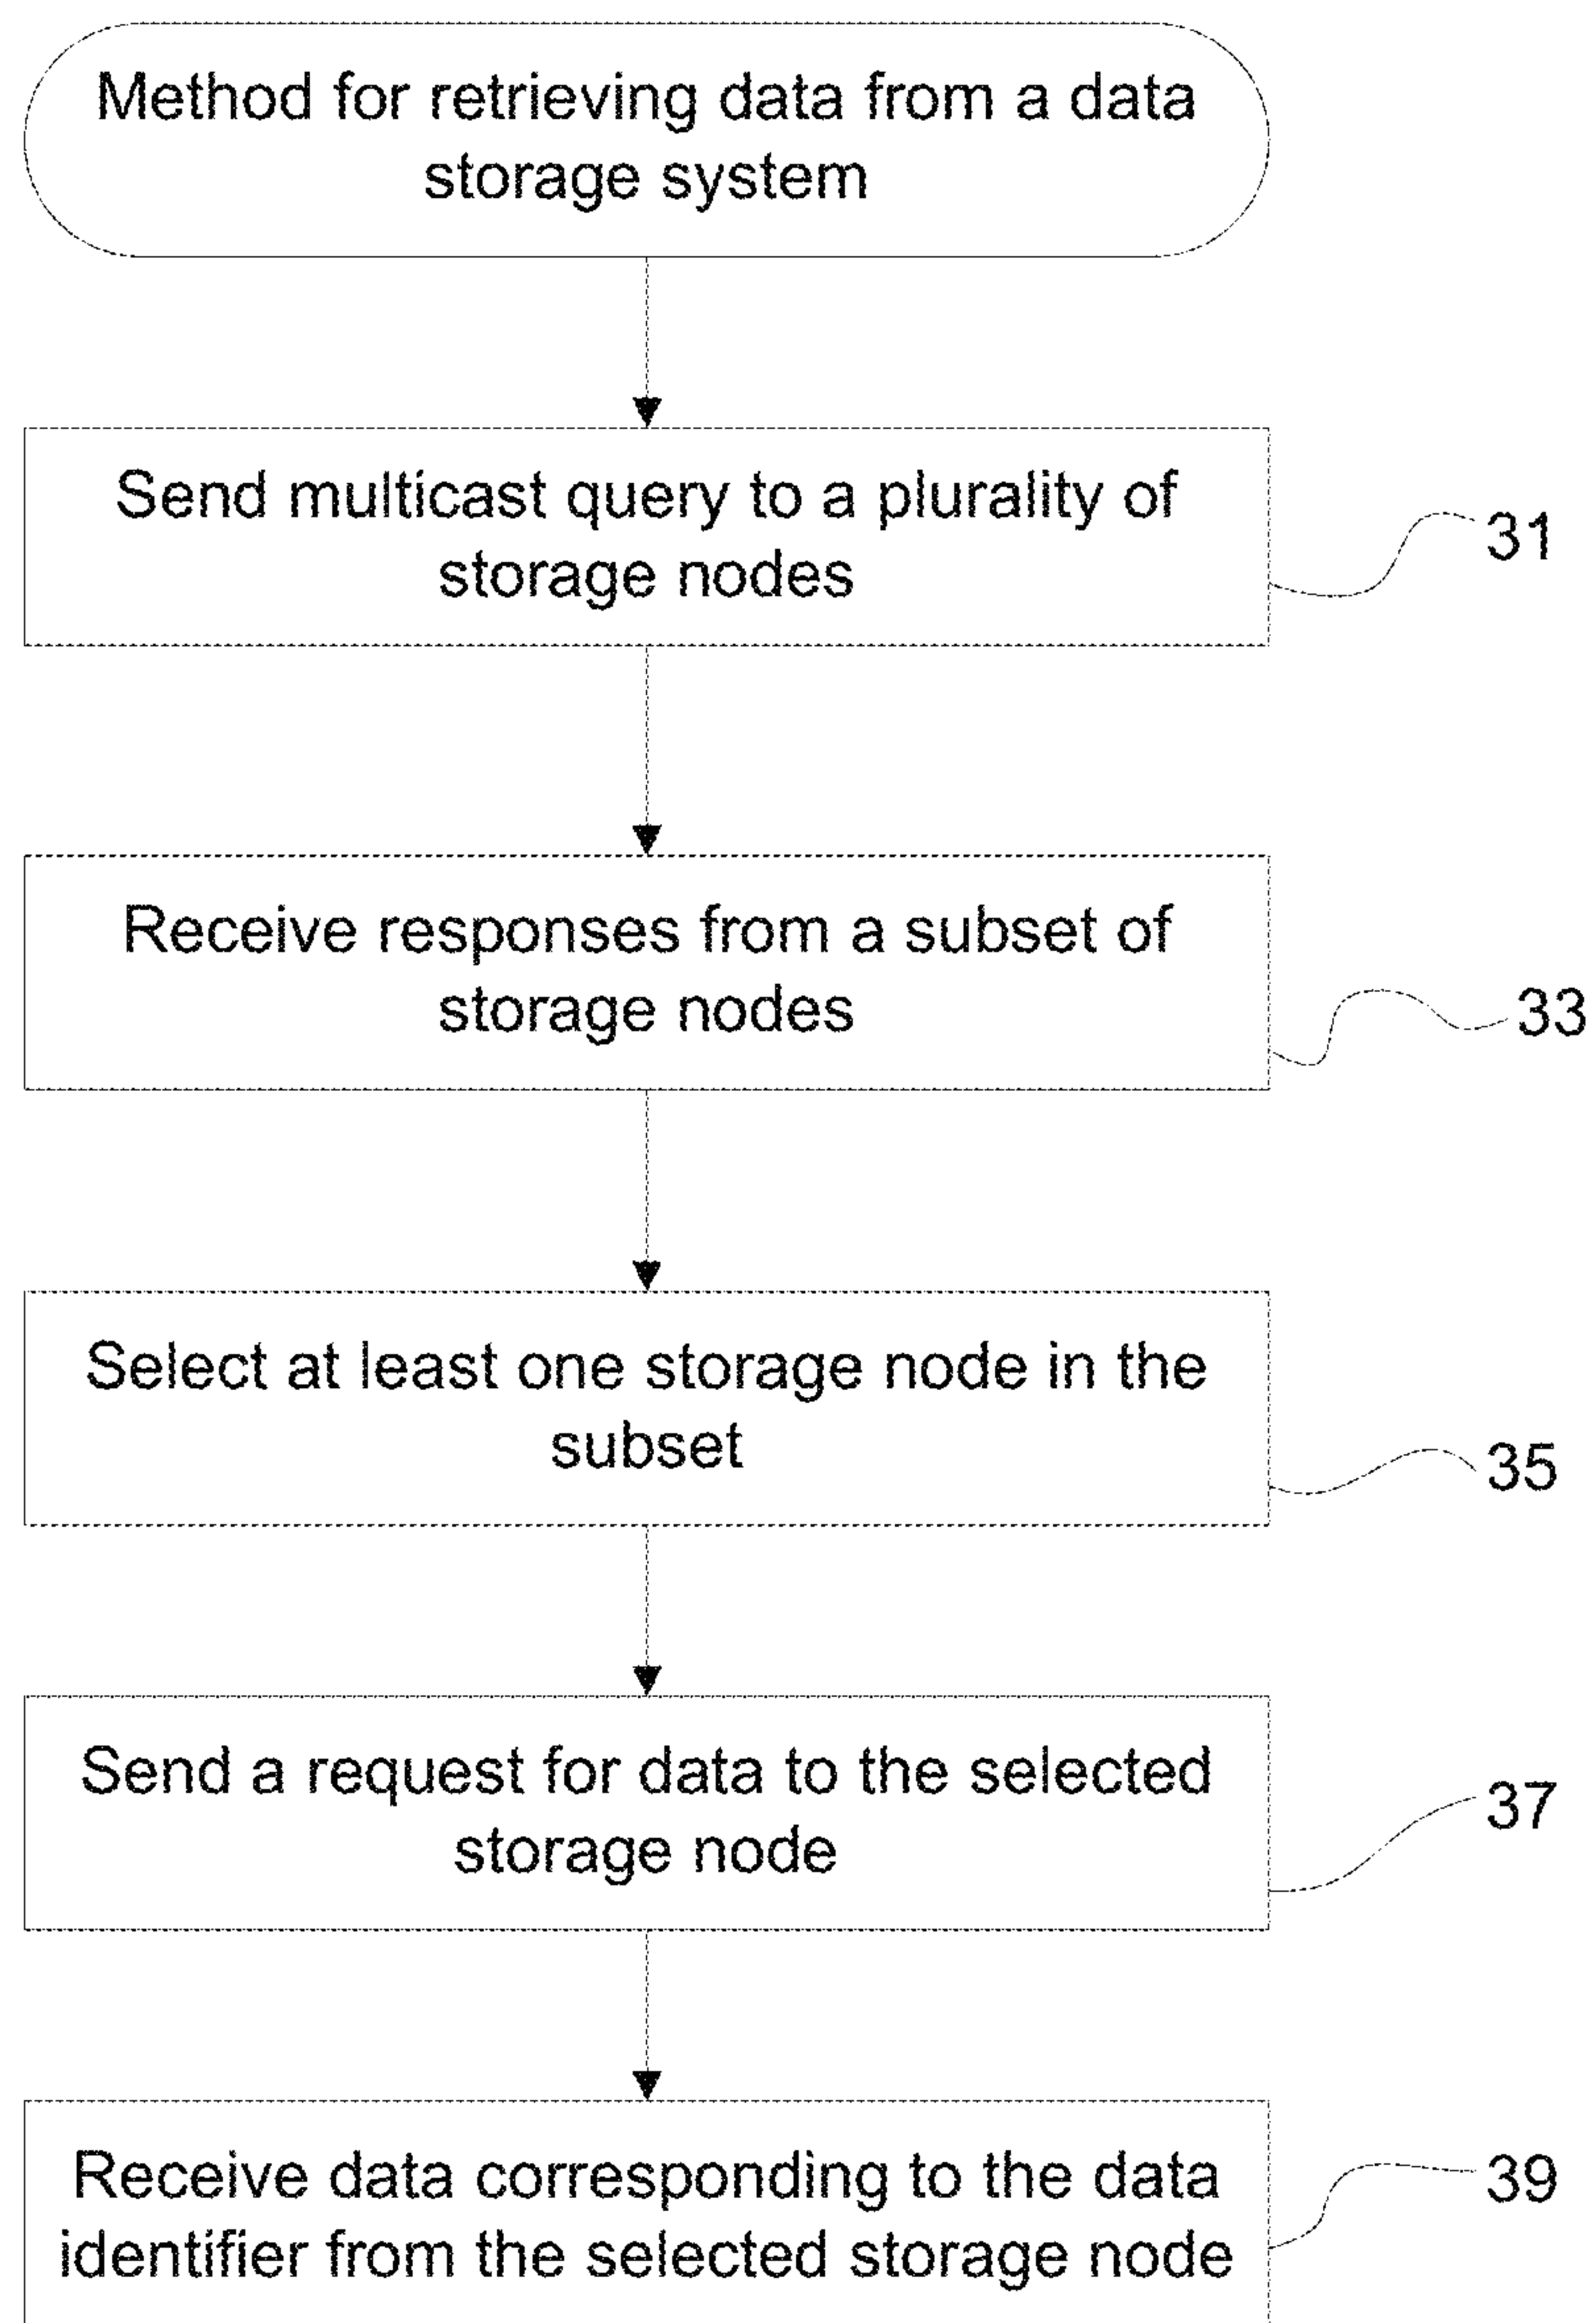 Method for retrieving data from a data
storage system
Send multicast query to a plurality of
storage nodes
31
Receive responses from a subset of
storage nodes
33
Select at least one storage node in the
subset
35
Send a request for data to the selected
storage node
37
Receive data corresponding to the data
identifier from the selected storage node
39